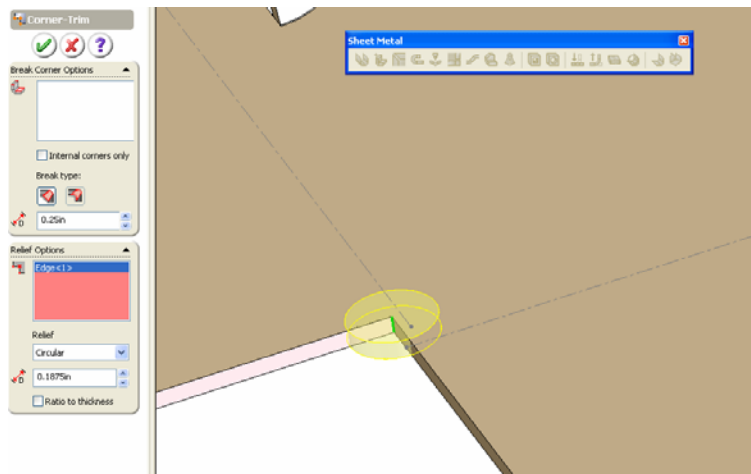 Corner-Trim
Sheet Metal
Break Corner Options
Internal corners only
Break type:
0.25in
Relief Options
Edge<1>
Relief
Circular
0.1875in
Ratio to thickness